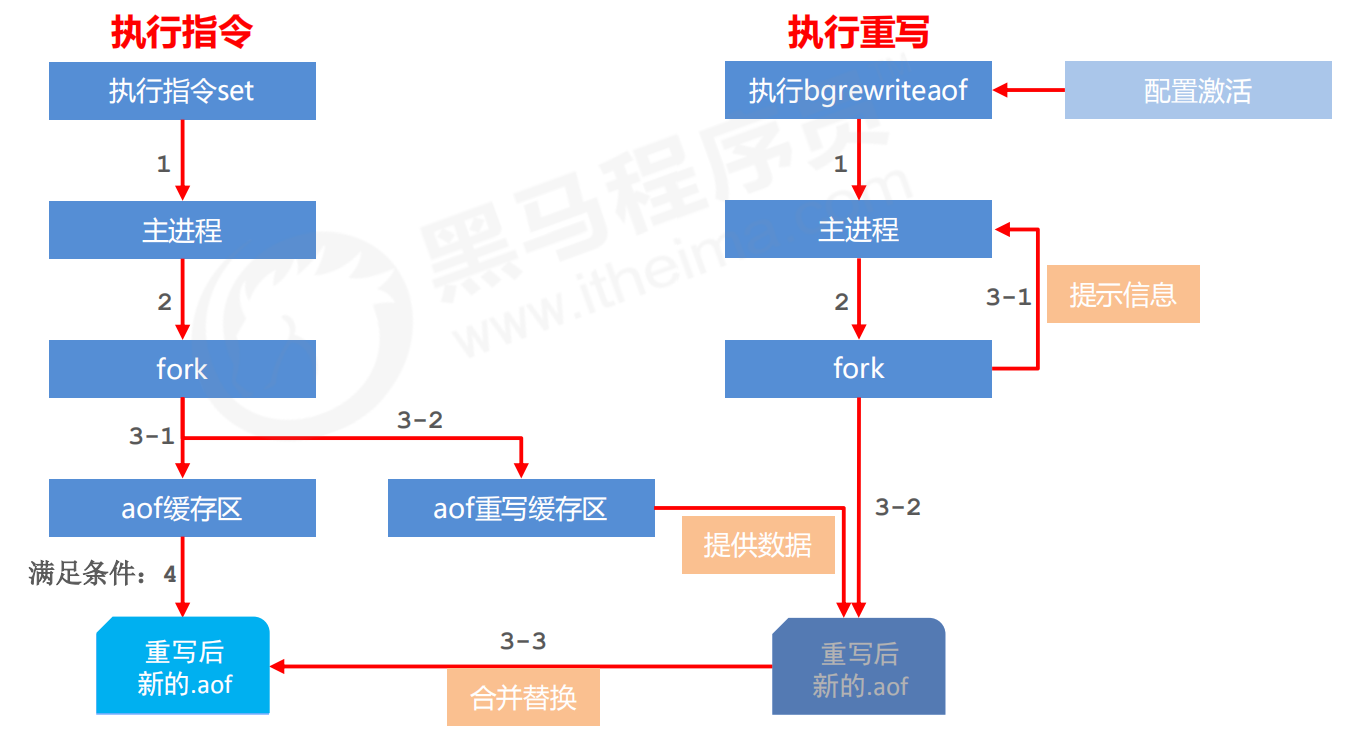 执行指令
执行重写
执行指令set
执行bgrewriteaof
配置激活
1
1
主进程
主进程
2
2
3-1
提示信息
fork
fork
3-1
3-2
aof缓存区
aof重写缓存区
3-2
提供数据
满足条件：4
重写后
新的.aof
3-3
合并替换
重写后
新的.aof
黑马程序员
www.itheima.com